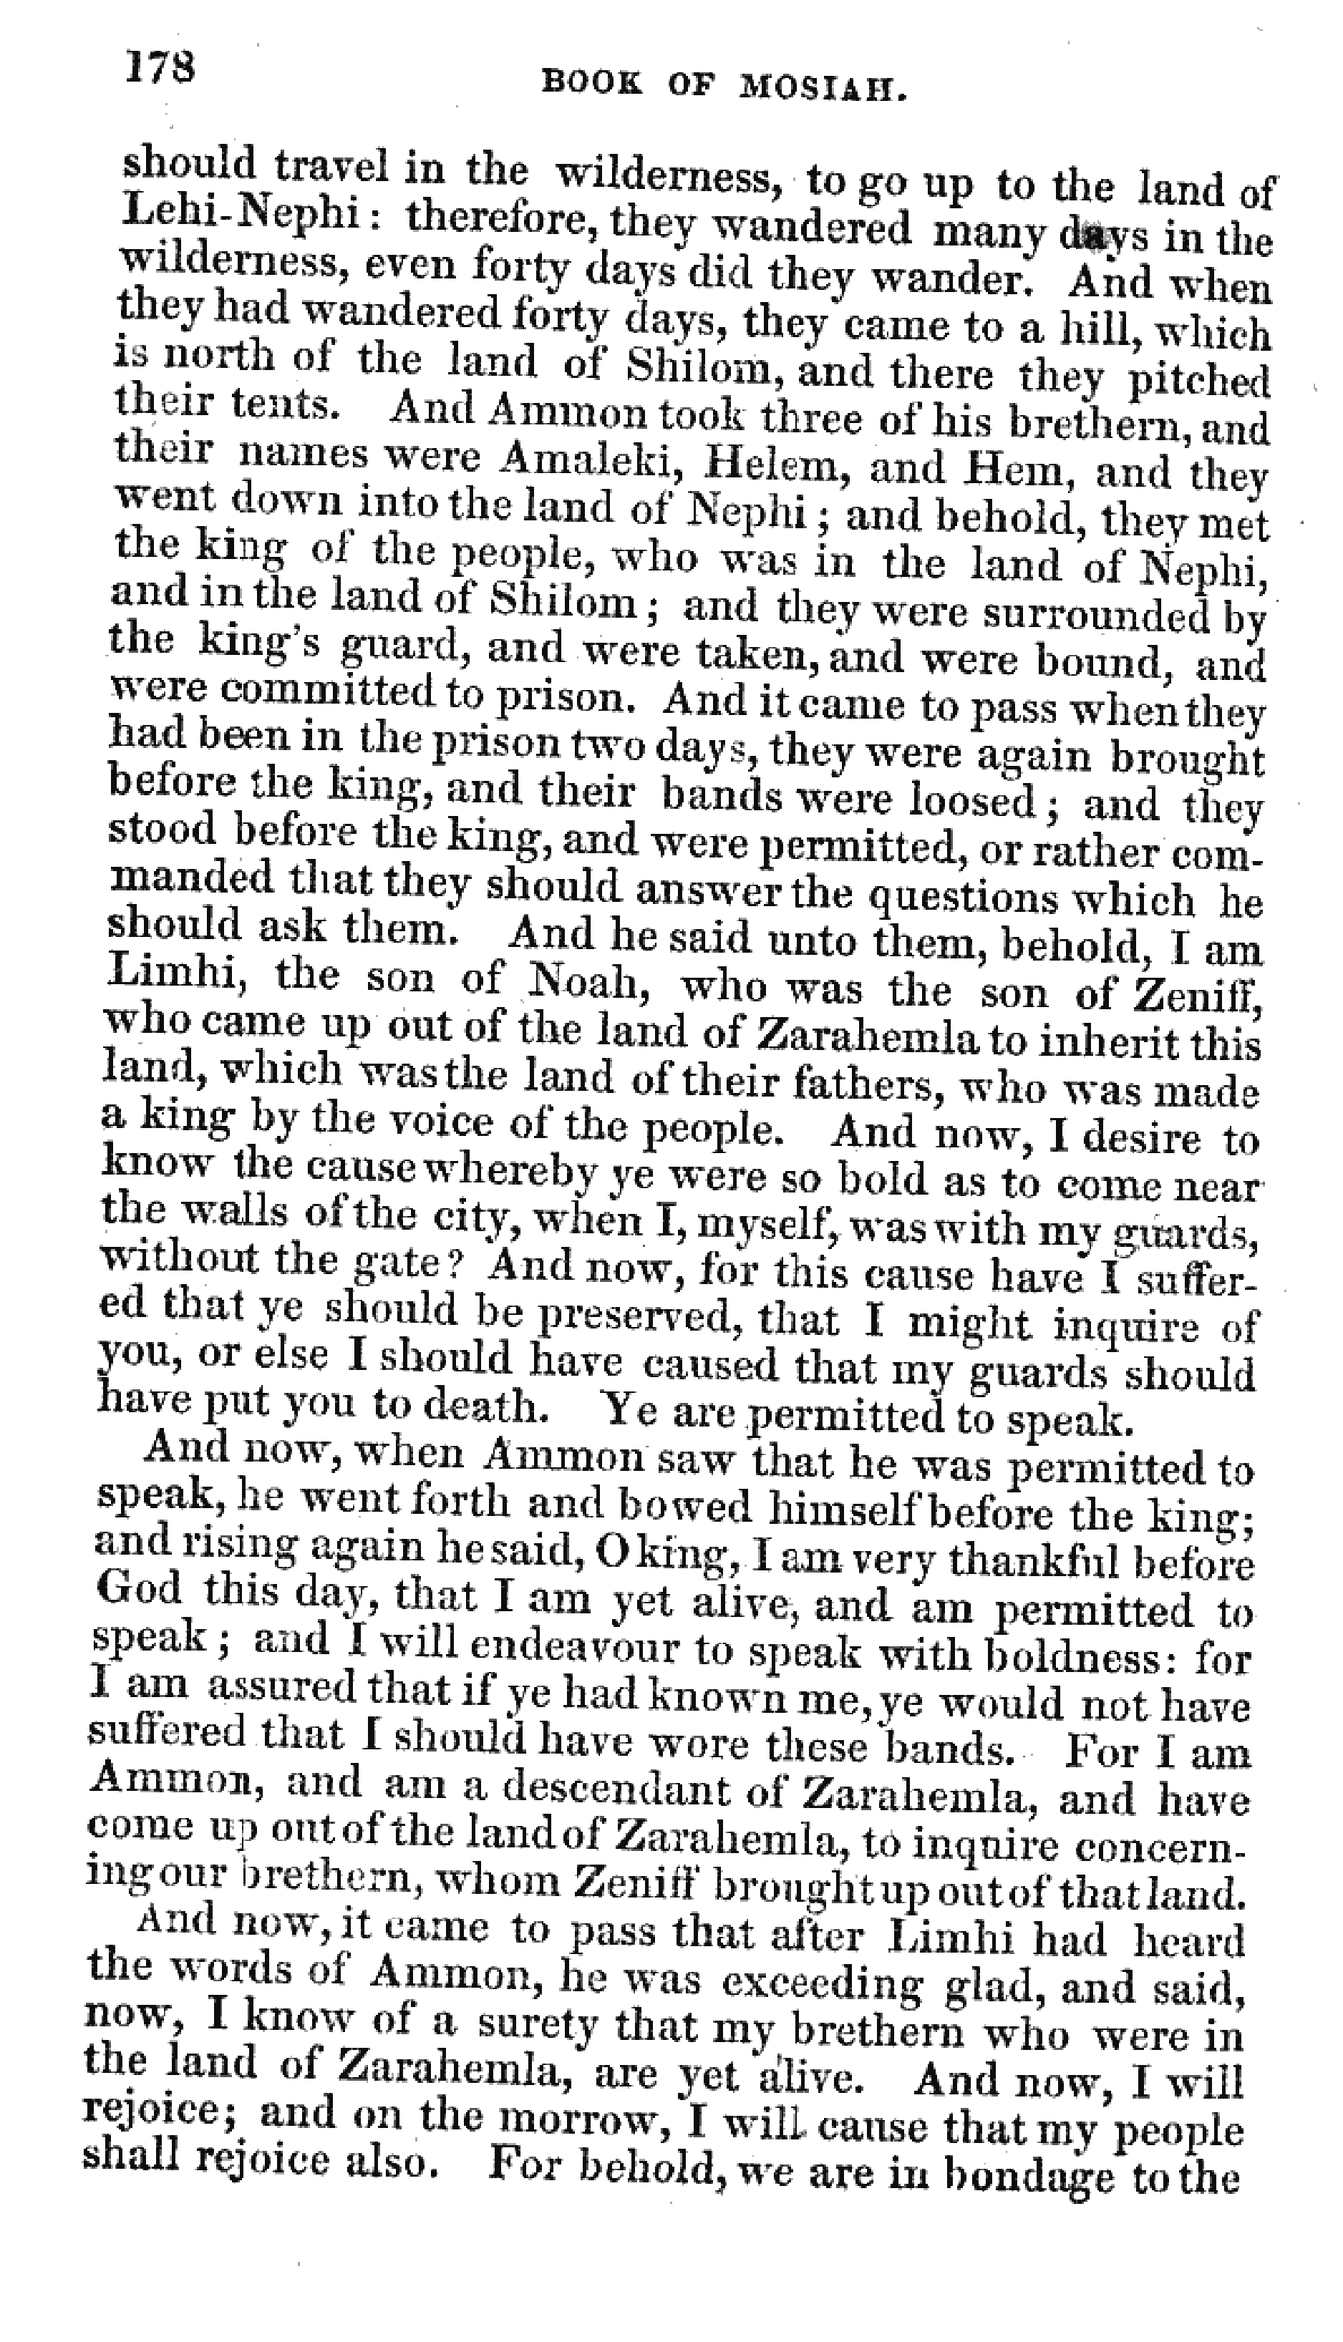 178
BOOK OF MOSIAH.
should travel in the wilderness, to go up to the land of
Lehi-Nephi: therefore, they wandered many days in the
wilderness, even forty days did they wander. And when
they had wandered forty days, they came to a hill, which
is north of the land of Shilom, and there they pitched
their tents. And Ammon took three of his brethern, and
their names were Amaleki, Helem, and Hem, and they
went down into the land of Nephi; and behold, they met
the king of the people, who was in the land of Nephi,
and in the land of Shilom; and they were surrounded by
the king's guard, and were taken, and were bound, and
were committed to prison. And it came to pass when they
had been in the prison two days, they were again brought
before the king, and their bands were loosed; and they
stood before the king, and were permitted, or rather com-
manded that they should answer the questions which he
should ask them. And he said unto them, behold, I am
Limhi, the son of Noah, who was the son of Zeniff,
who came up out of the land of Zarahemla to inherit this
land, which was the land of their fathers, who was made
a king by the voice of the people. And now, I desire to
know the cause whereby ye were so bold as to come near
the walls of the city, when I, myself, was with my guards,
without the gate? And now, for this cause have I suffer-
ed that ye should be preserved, that I might inquire of
you, or else I should have caused that my guards should
have put you to death. Ye are permitted to speak.
And now, when Ammon saw that he was permitted to
speak, he went forth and bowed himself before the king;
and rising again he said, O king, I am very thankful before
God this day, that I am yet alive, and am permitted to
speak; and I will endeavour to speak with boldness: for
I am assured that if ye had known me, ye would not have
suffered that I should have wore these bands. For I am
Ammon, and am a descendant of Zarahemla, and have
come up out of the land of Zarahemla, to inquire concern-
ing our brethern, whom Zeniff brought up out of that land.
And now, it came to pass that after Limhi had heard
the words of Ammon, he was exceeding glad, and said,
now, I know of a surety that my brethern who were in
the land of Zarahemla, are yet alive. And now, I will
rejoice; and on the morrow, I will cause that my people
shall rejoice also. For behold, we are in bondage to the